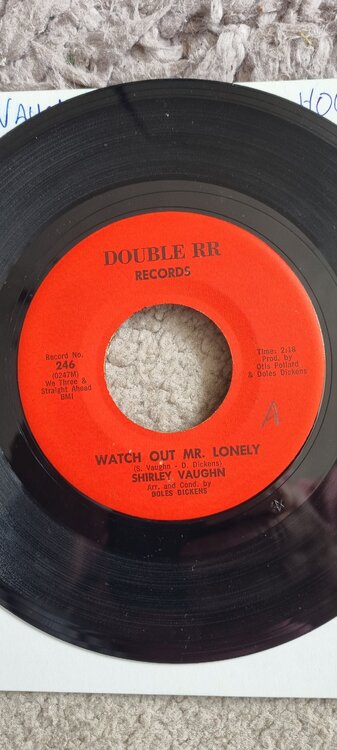 DOUBLE RR
RECORDS
Record No.
246
(0247M)
We Three &
Straight Ahead
BMI
Time: 2:18
Prod. by
Otis Pollard
& Doles Dickens
A
WATCH OUT MR. LONELY
(S. Vaughn - D. Dickens)
SHIRLEY VAUGHN
Arr. and Cond. by
DOLES DICKENS